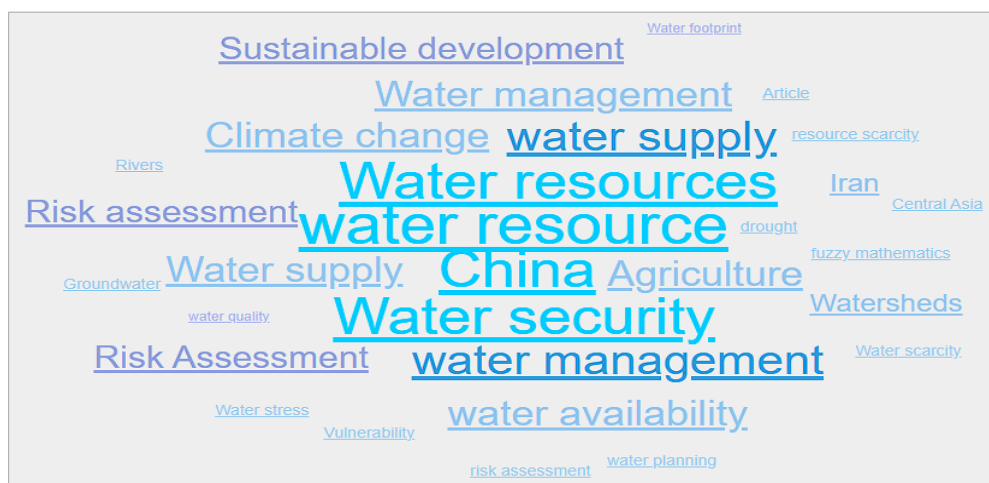 Water footprint
Sustainable development
Water management
Article
Climate change
water supply
resource scarcity
Rivers
Water resources
Iran
Central Asia
Risk assessment
water resource
drought
fuzzy mathematics
Groundwater
Water supply
China
Agriculture
Watersheds
water quality
Water security
Risk Assessment
water management
Water scarcity
Water stress
water availability
Vulnerability
water planning
risk assessment